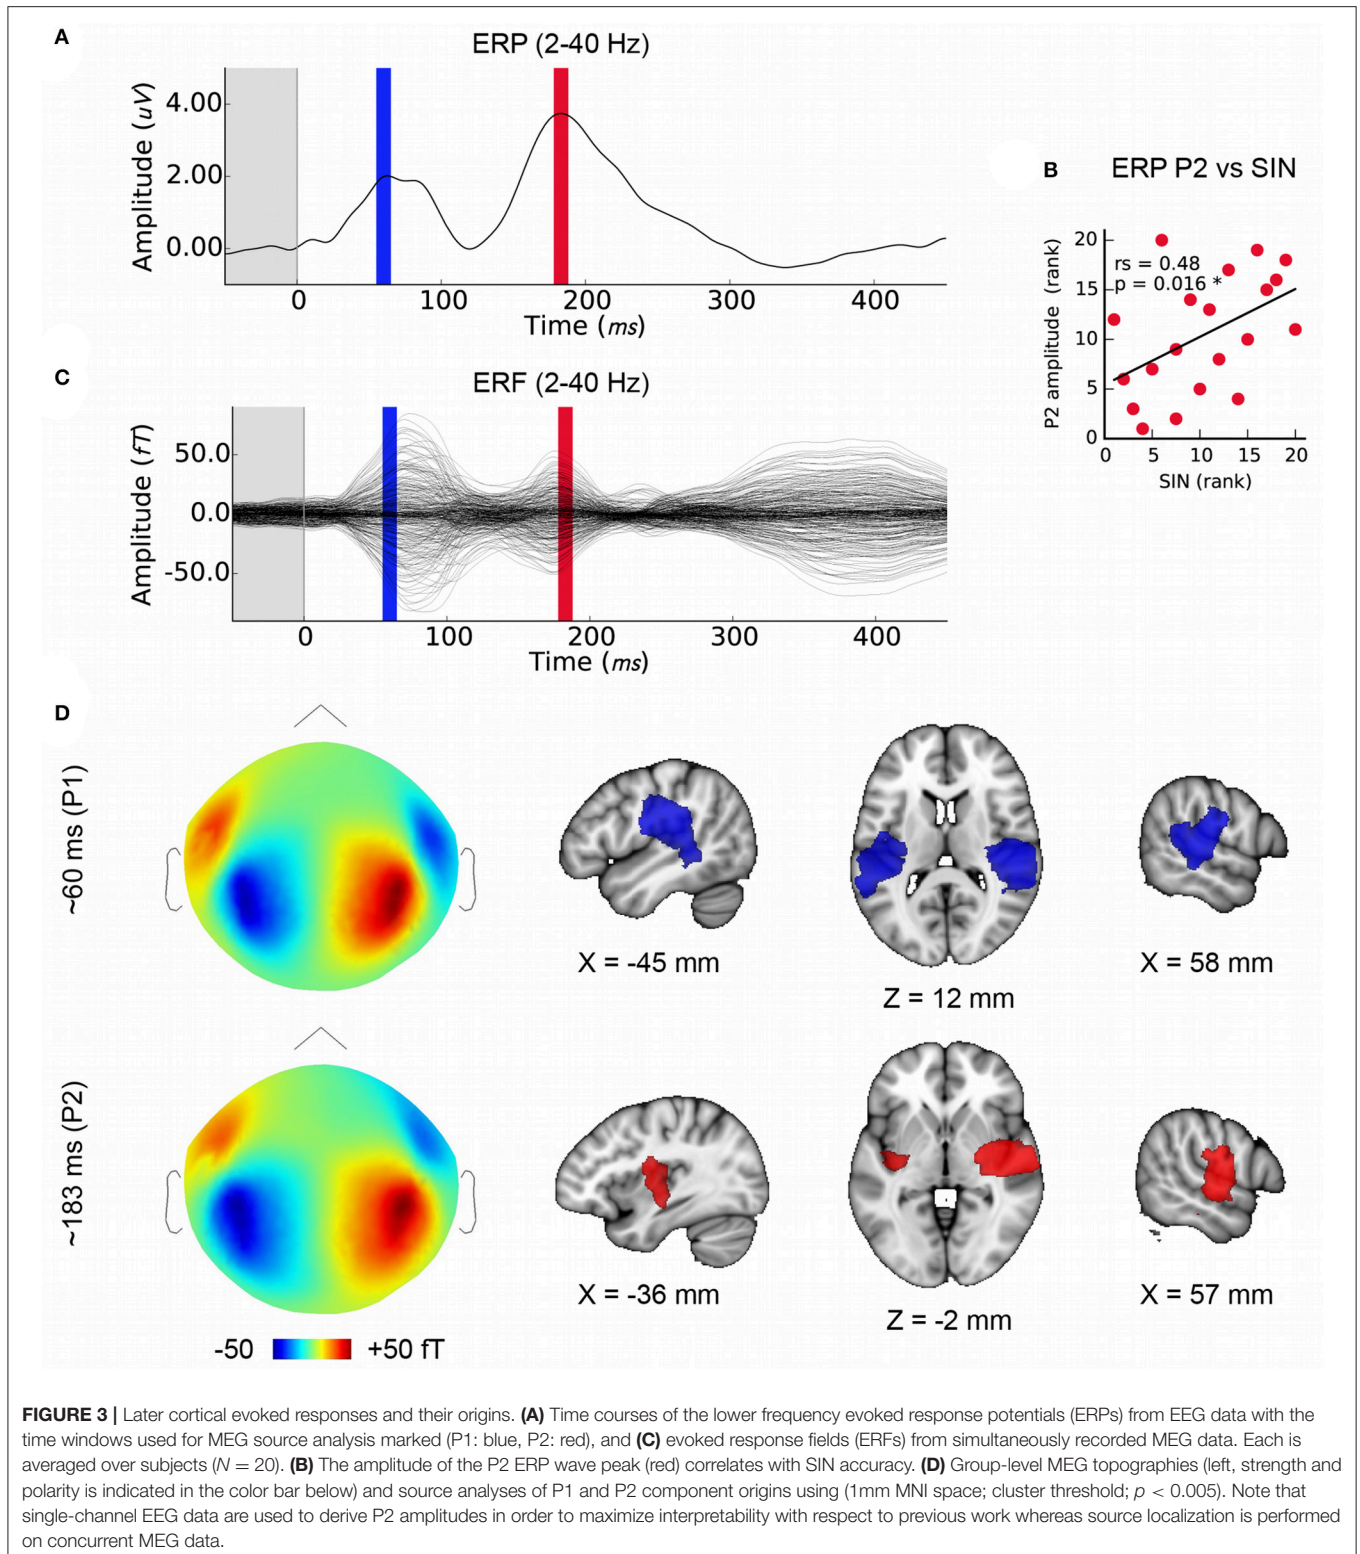 A
ERP (2-40 Hz)
Amplitude (uV)
4.00
2.00
0.00
0 100 200 300 400
Time (ms)
B
ERP P2 vs SIN
P2 amplitude (rank)
20
15
10
5
0
rs = 0.48
p = 0.016 *
0 5 10 15 20
SIN (rank)
C
ERF (2-40 Hz)
Amplitude (fT)
50.0
0.0
-50.0
0 100 200 300 400
Time (ms)
D
~60 ms (P1)
X = -45 mm
Z = 12 mm
X = 58 mm
~183 ms (P2)
X = -36 mm
Z = -2 mm
X = 57 mm
-50 +50 fT
FIGURE 3 | Later cortical evoked responses and their origins. (A) Time courses of the lower frequency evoked response potentials (ERPs) from EEG data with the
time windows used for MEG source analysis marked (P1: blue, P2: red), and (C) evoked response fields (ERFs) from simultaneously recorded MEG data. Each is
averaged over subjects (N = 20). (B) The amplitude of the P2 ERP wave peak (red) correlates with SIN accuracy. (D) Group-level MEG topographies (left, strength and
polarity is indicated in the color bar below) and source analyses of P1 and P2 component origins using (1mm MNI space; cluster threshold; p < 0.005). Note that
single-channel EEG data are used to derive P2 amplitudes in order to maximize interpretability with respect to previous work whereas source localization is performed
on concurrent MEG data.